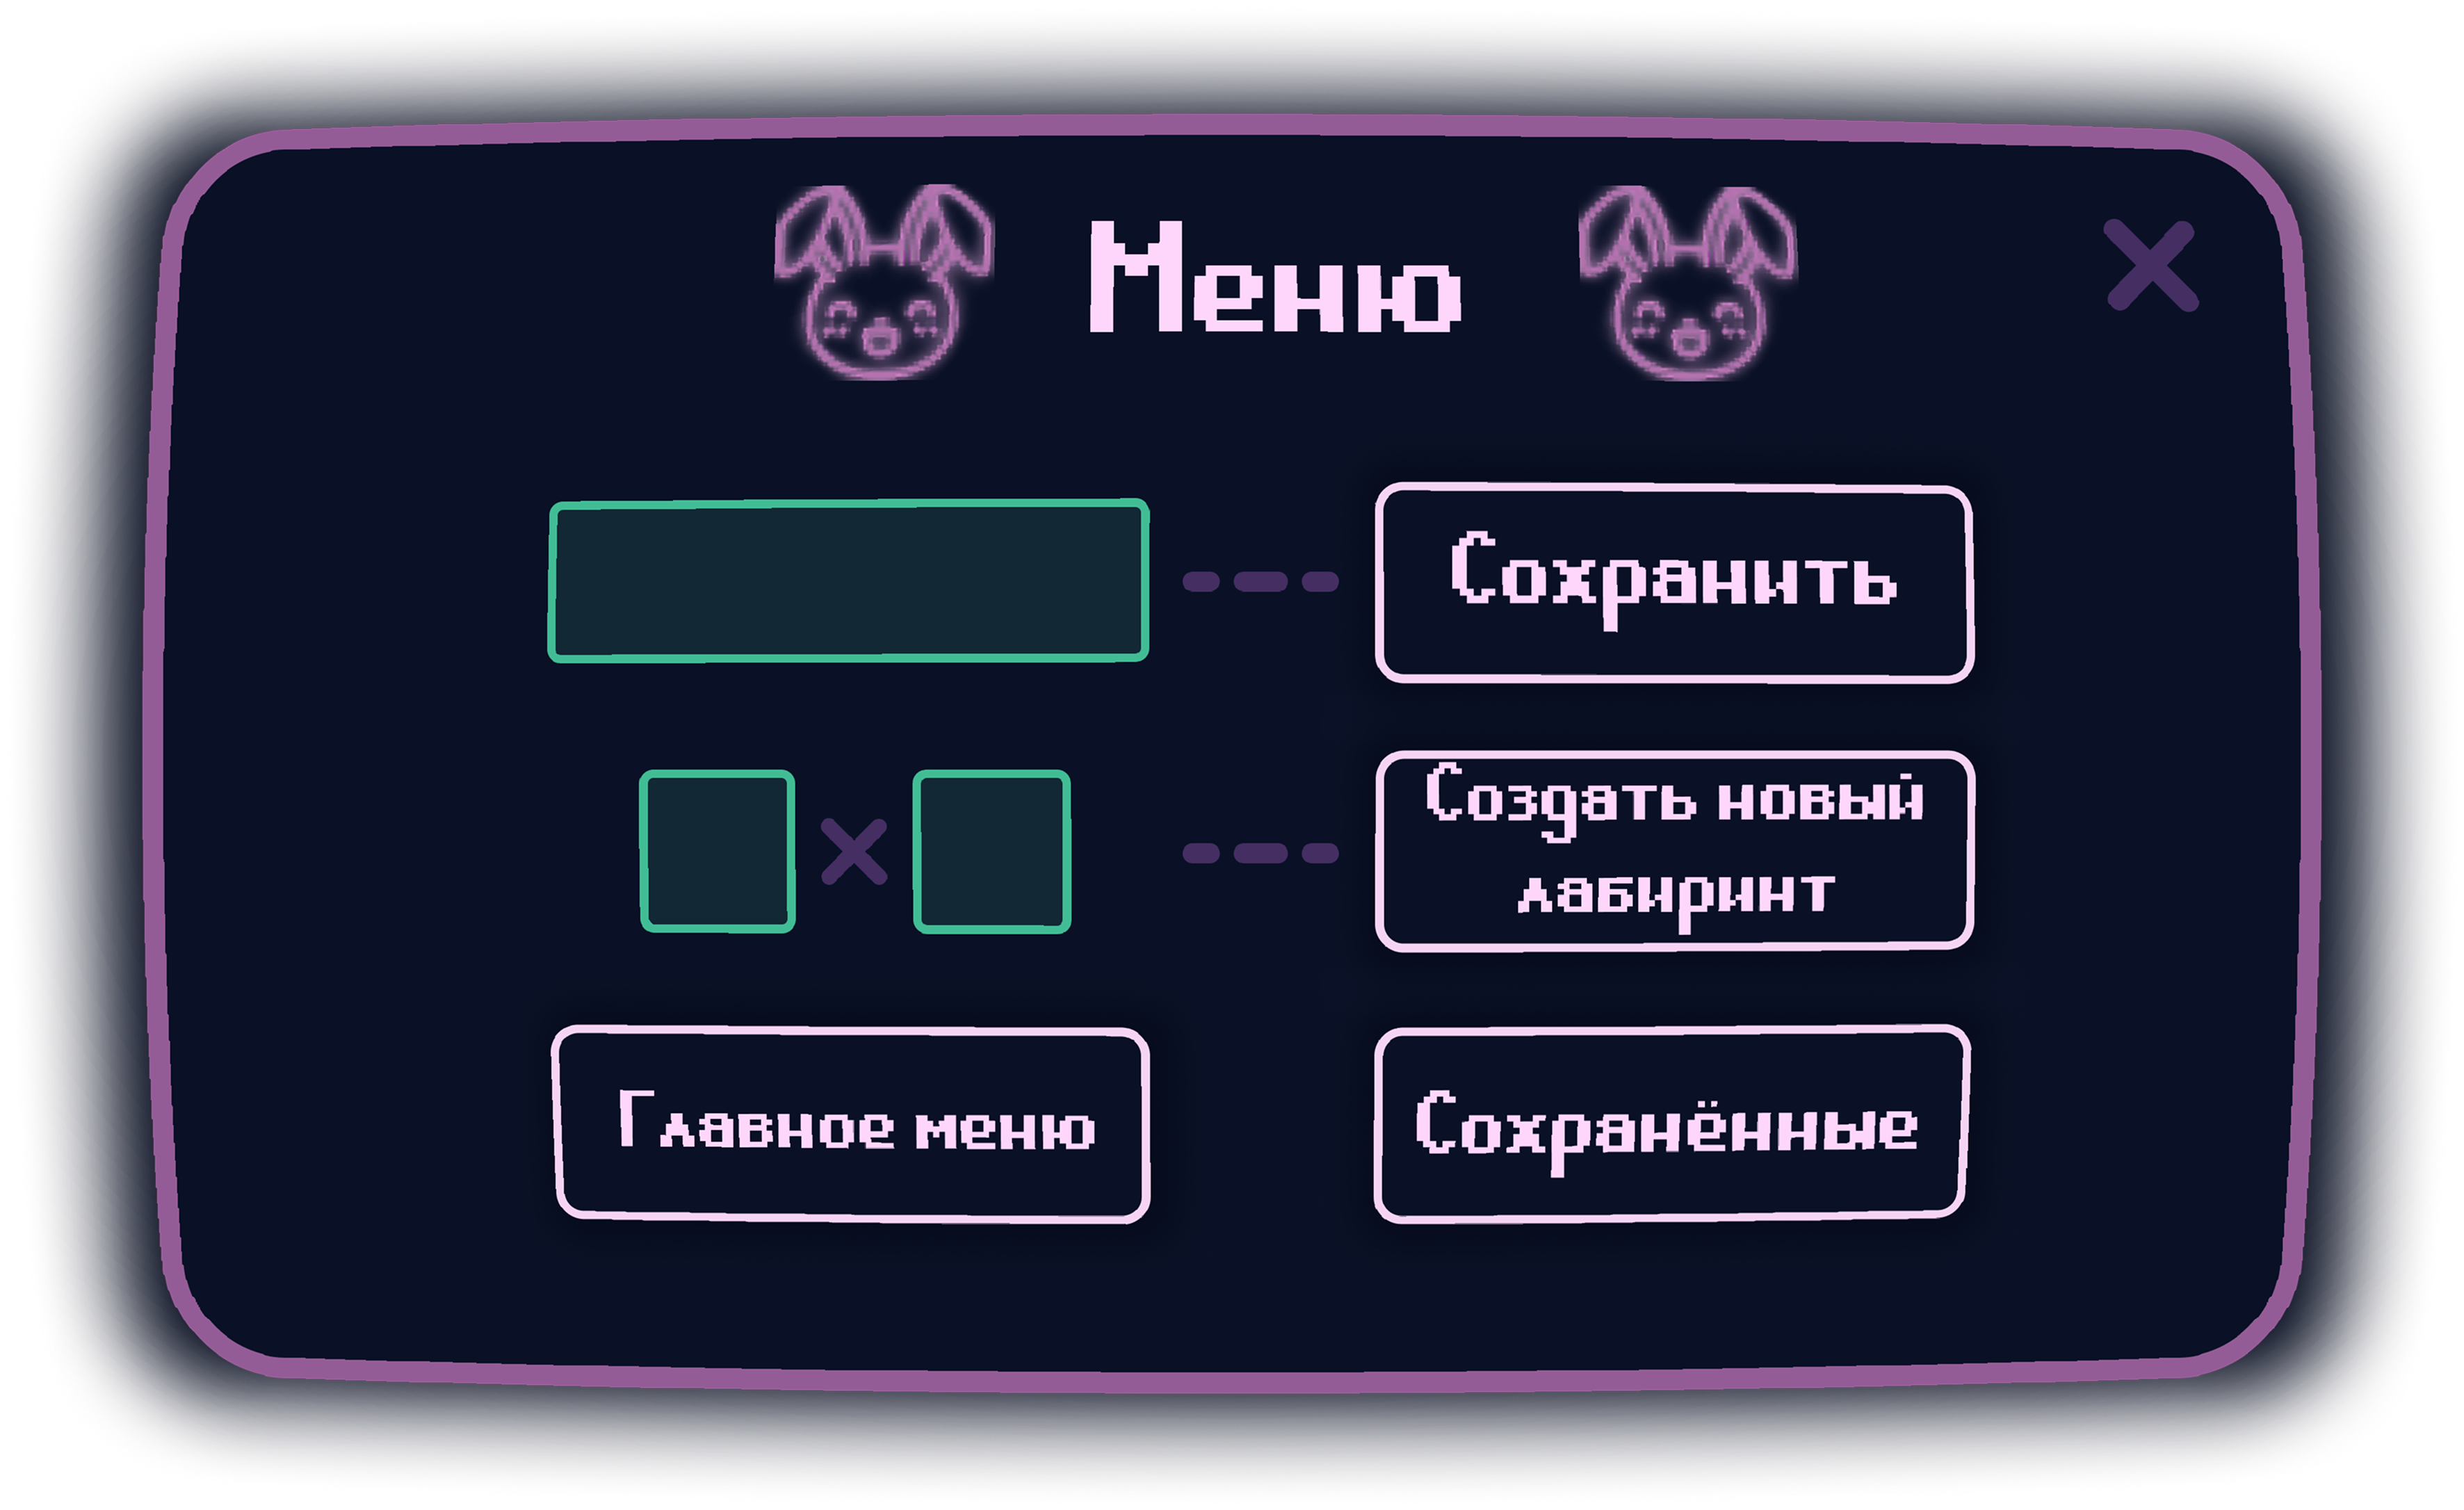 Меню
Сохранить
Создать новый
лабиринт
Главное меню
Сохранённые